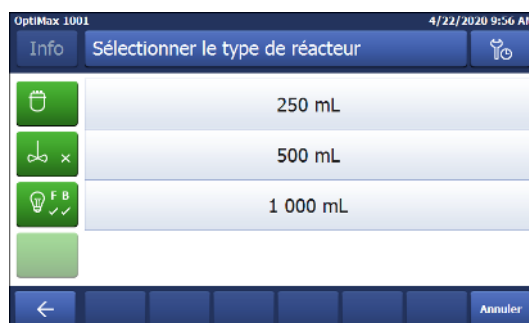 OptiMax 1001 4/22/2020 9:56 AM
Info Sélectionner le type de réacteur
250 mL
500 mL
F B
1 000 mL
Annuler